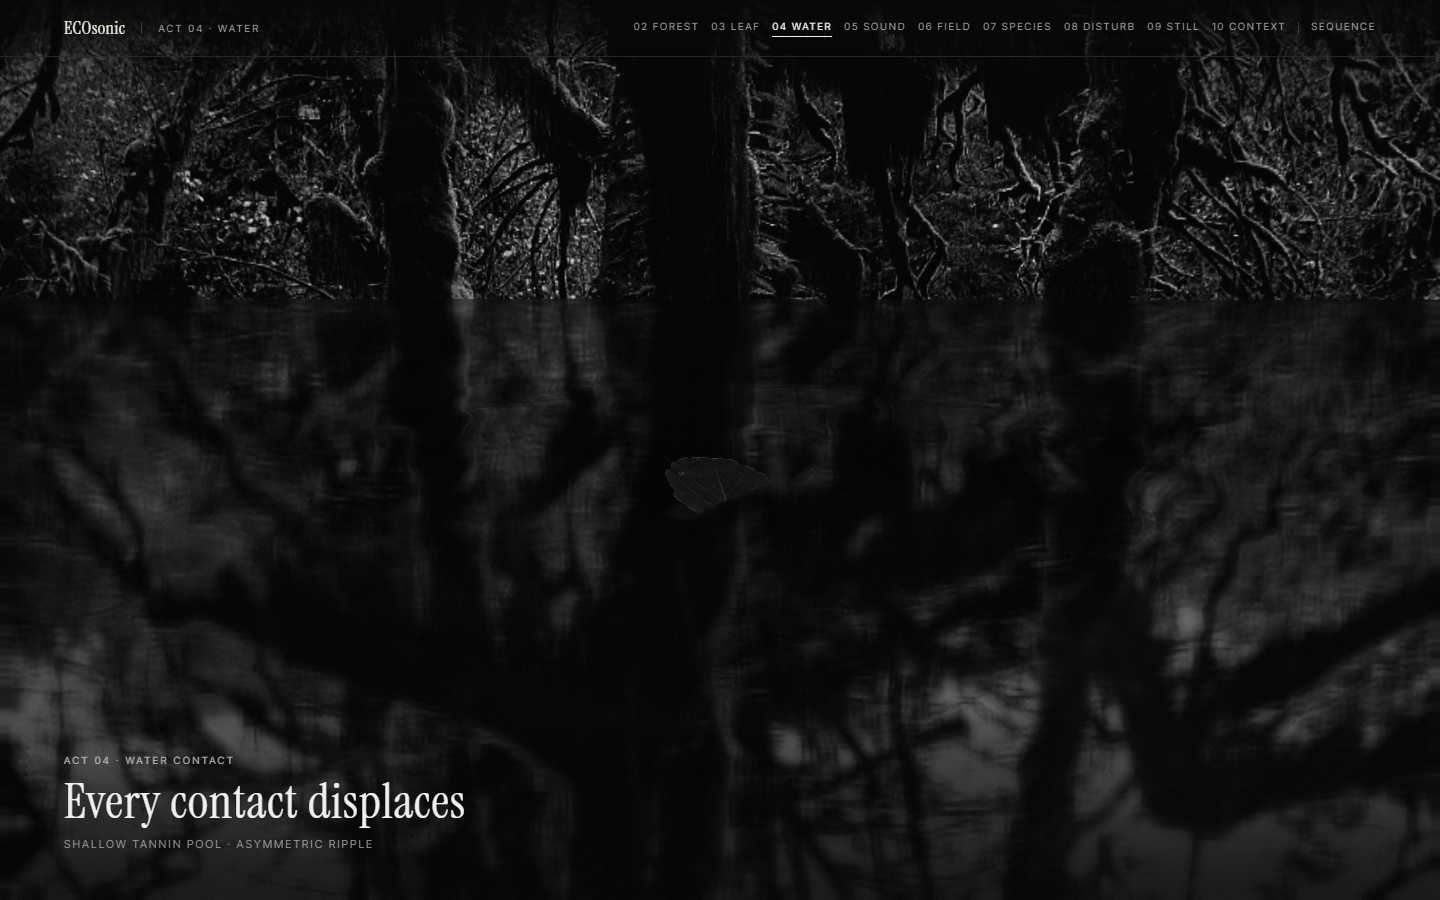 ECOsonic ACT 04 · WATER 02 FOREST 03 LEAF 04 WATER 05 SOUND 06 FIELD 07 SPECIES 08 DISTURB 09 STILL 10 CONTEXT SEQUENCE
ACT 04 · WATER CONTACT
Every contact displaces
SHALLOW TANNIN POOL · ASYMMETRIC RIPPLE